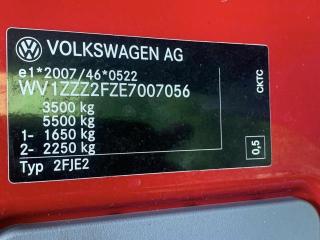 VOLKSWAGEN AG
e1*2007/46*0522
WV1ZZZ2FZE7007056
3500 kg
5500 kg
1- 1650 kg
2- 2250 kg
Typ 2FJE2
CKTC
0,5